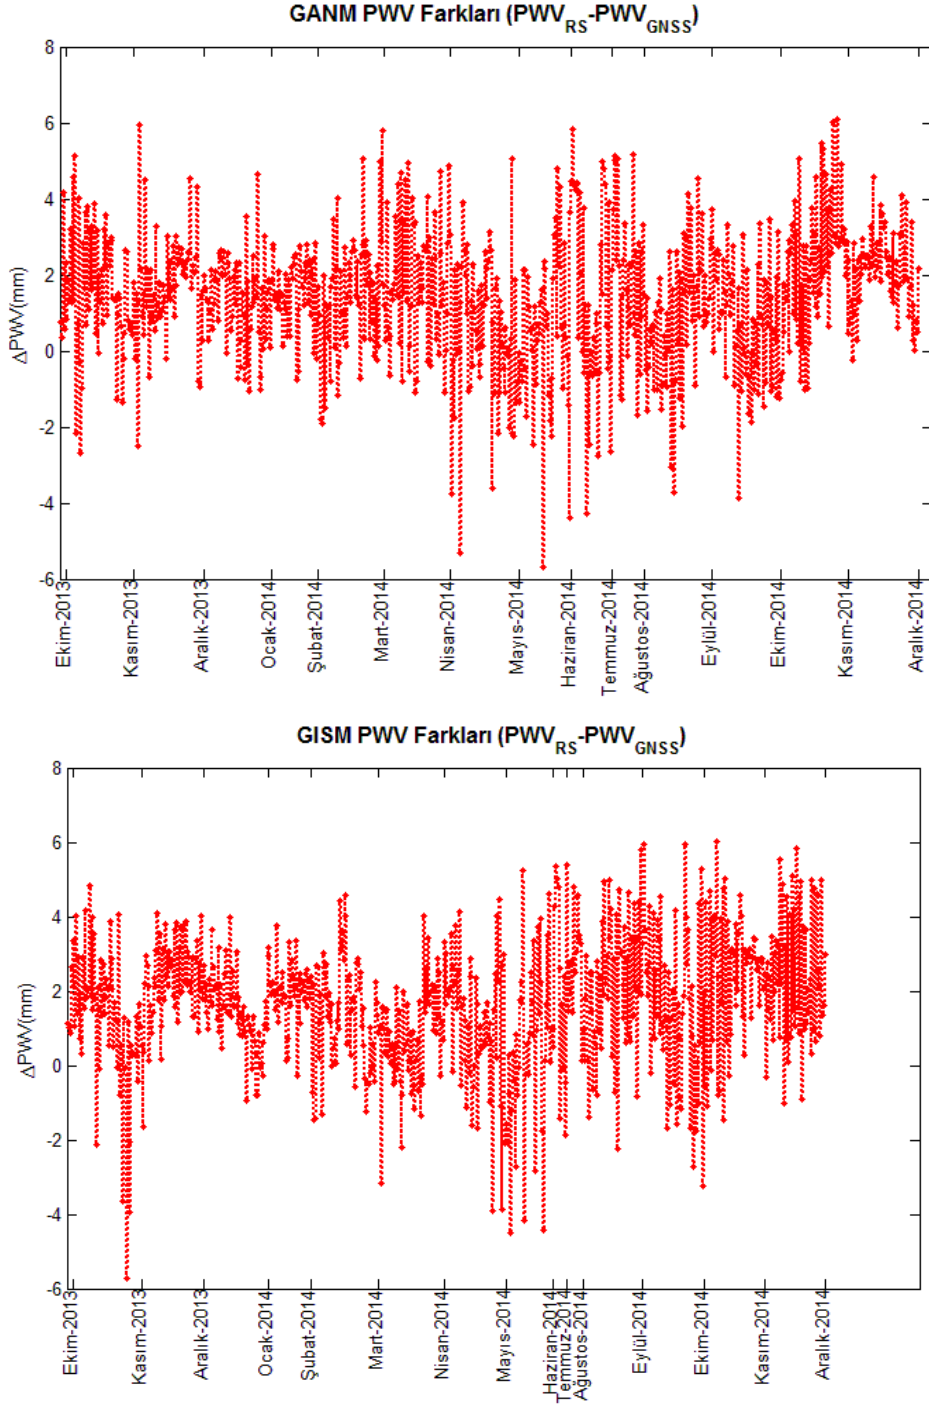 GANM PWV Farkları (PWV_RS-PWV_GNSS)
8
6
4
2
0
-2
-4
-6
ΔPWV(mm)
Ekim-2013
Kasım-2013
Aralık-2013
Ocak-2014
Şubat-2014
Mart-2014
Nisan-2014
Mayıs-2014
Haziran-2014
Temmuz-2014
Ağustos-2014
Eylül-2014
Ekim-2014
Kasım-2014
Aralık-2014
GISM PWV Farkları (PWV_RS-PWV_GNSS)
8
6
4
2
0
-2
-4
-6
ΔPWV(mm)
Ekim-2013
Kasım-2013
Aralık-2013
Ocak-2014
Şubat-2014
Mart-2014
Nisan-2014
Mayıs-2014
Haziran-2014
Temmuz-2014
Ağustos-2014
Eylül-2014
Ekim-2014
Kasım-2014
Aralık-2014